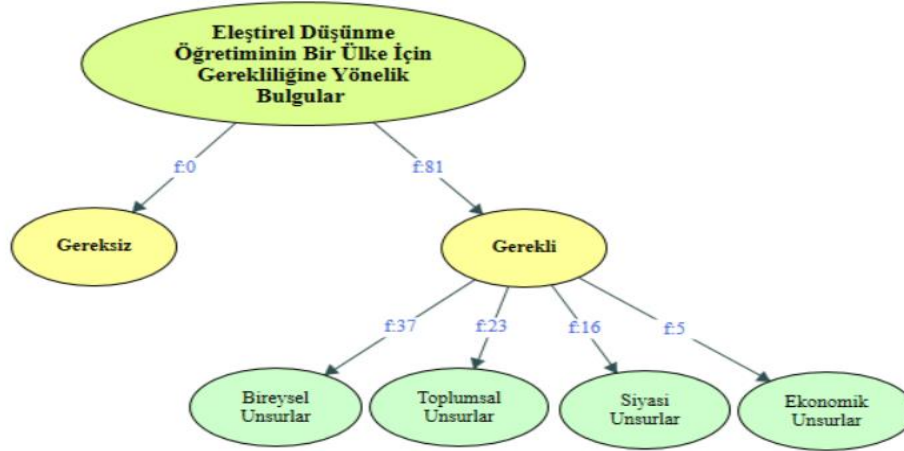 Eleştirel Düşünme
Öğretiminin Bir Ülke İçin
Gerekliliğine Yönelik
Bulgular
f:0
f:81
Gereksiz
Gerekli
f:37
f:23
f:16
f:5
Bireysel
Unsurlar
Toplumsal
Unsurlar
Siyasi
Unsurlar
Ekonomik
Unsurlar